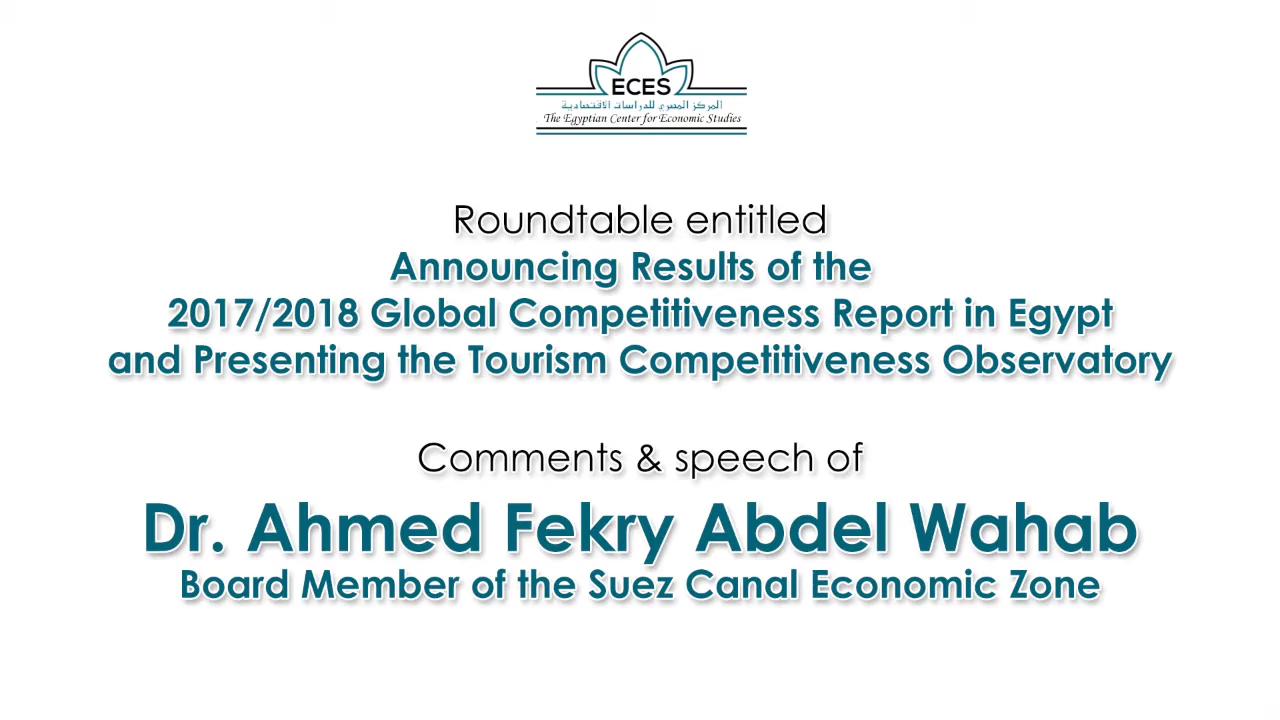 ECES
المركز المصري للدراسات الاقتصادية
The Egyptian Center for Economic Studies
Roundtable entitled
Announcing Results of the
2017/2018 Global Competitiveness Report in Egypt
and Presenting the Tourism Competitiveness Observatory
Comments & speech of
Dr. Ahmed Fekry Abdel Wahab
Board Member of the Suez Canal Economic Zone